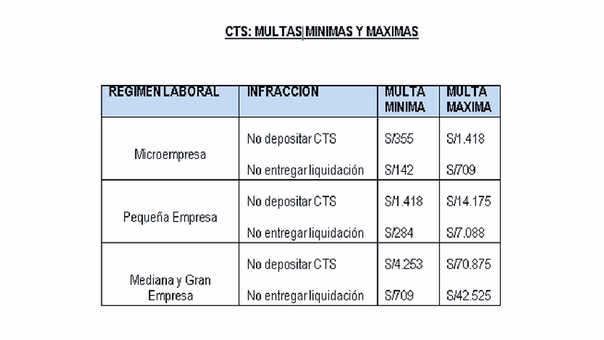 CTS: MULTAS MINIMAS Y MAXIMAS
REGIMEN LABORAL INFRACCION MULTA MINIMA MULTA MAXIMA
Microempresa
No depositar CTS S/355 S/1.418
No entregar liquidación S/142 S/709
Pequeña Empresa
No depositar CTS S/1.418 S/14.175
No entregar liquidación S/284 S/7.088
Mediana y Gran Empresa
No depositar CTS S/4.253 S/70.875
No entregar liquidación S/709 S/42.525